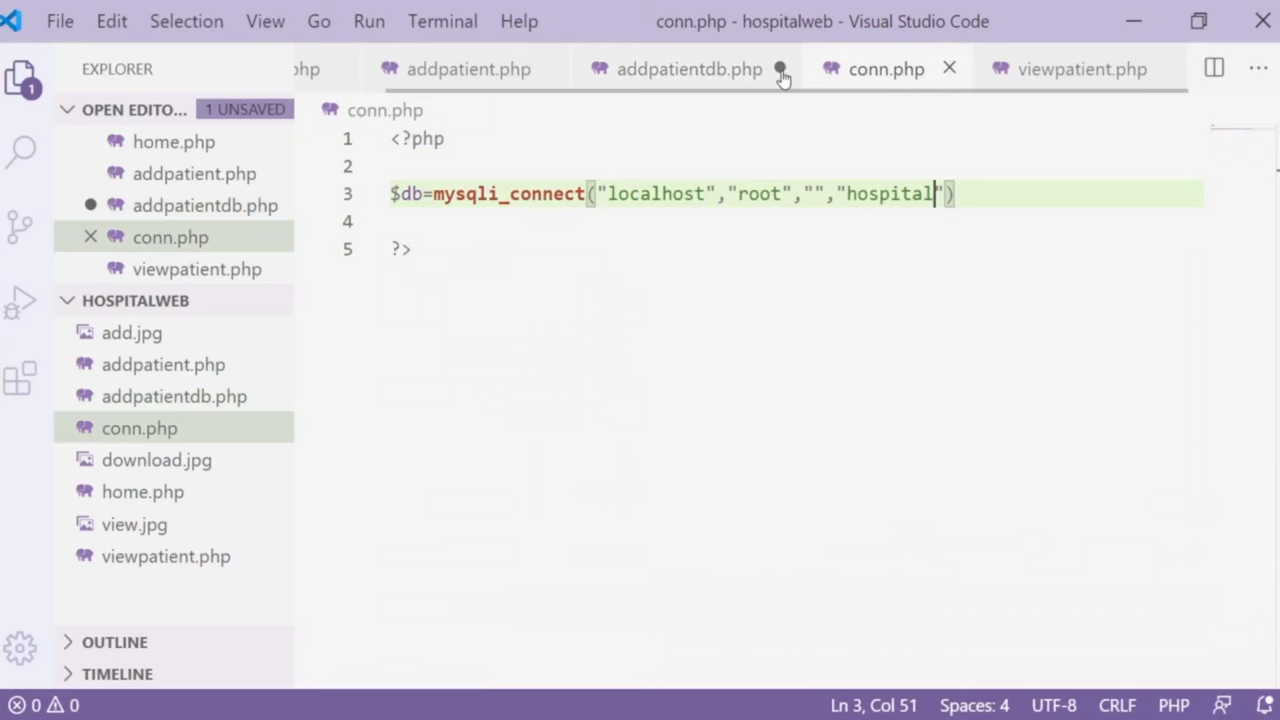 File Edit Selection View Go Run Terminal Help conn.php - hospitalweb - Visual Studio Code
EXPLORER
php addpatient.php addpatientdb.php conn.php viewpatient.php
1
OPEN EDITO... 1 UNSAVED
home.php
addpatient.php
addpatientdb.php
conn.php
viewpatient.php
HOSPITALWEB
add.jpg
addpatient.php
addpatientdb.php
conn.php
download.jpg
home.php
view.jpg
viewpatient.php
OUTLINE
TIMELINE
conn.php
1 <?php
2
3 $db=mysqli_connect("localhost","root","","hospital")
4
5 ?>
0 0 Ln 3, Col 51 Spaces: 4 UTF-8 CRLF PHP